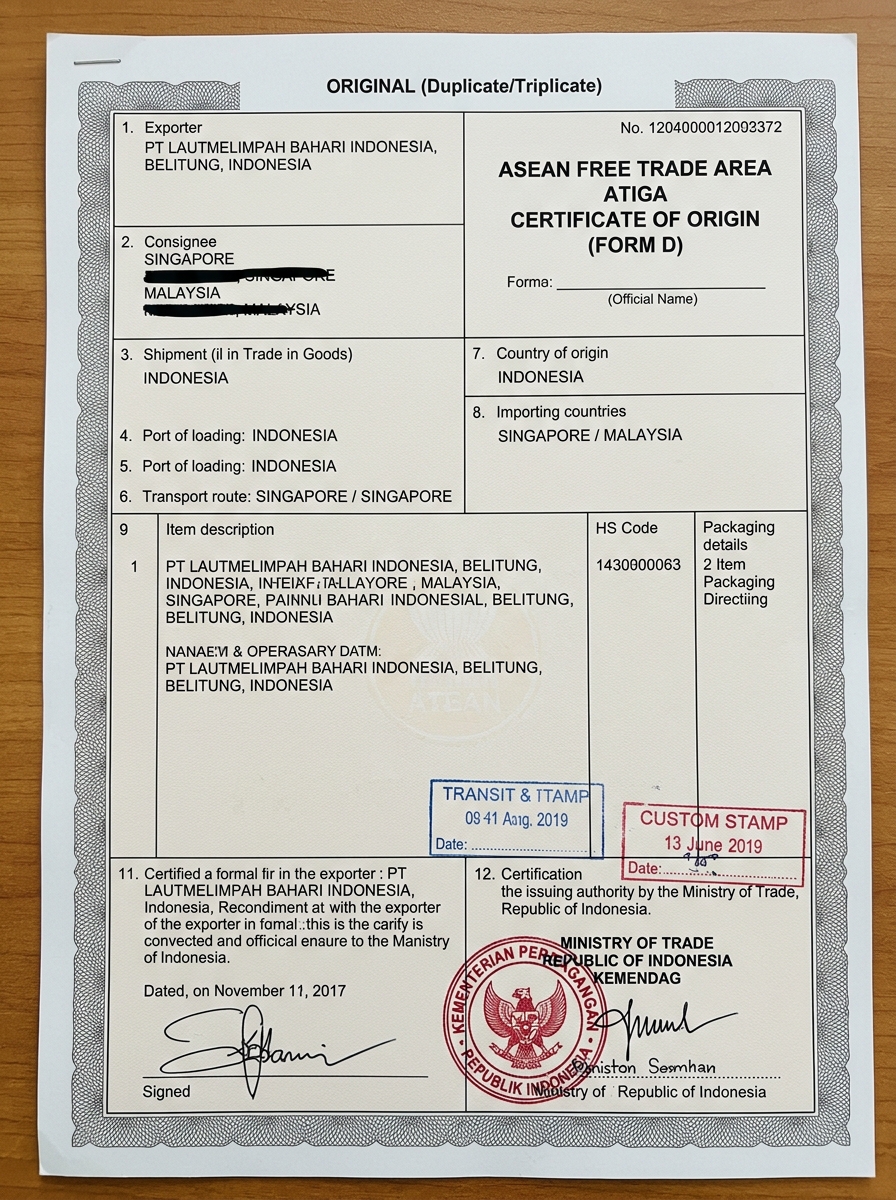 ORIGINAL (Duplicate/Triplicate)
1. Exporter
PT LAUTMELIMPAH BAHARI INDONESIA,
BELITUNG, INDONESIA
No. 1204000012093372
ASEAN FREE TRADE AREA
ATIGA
CERTIFICATE OF ORIGIN
(FORM D)
Forma:
(Official Name)
2. Consignee
SINGAPORE
SINGAPORE
MALAYSIA
MALAYSIA
3. Shipment (il in Trade in Goods)
INDONESIA
4. Port of loading: INDONESIA
5. Port of loading: INDONESIA
6. Transport route: SINGAPORE / SINGAPORE
7. Country of origin
INDONESIA
8. Importing countries
SINGAPORE / MALAYSIA
9 Item description
HS Code
Packaging
details
1 PT LAUTMELIMPAH BAHARI INDONESIA, BELITUNG,
INDONESIA, , MALAYSIA,
SINGAPORE, PAINNLI BAHARI INDONESIAL, BELITUNG,
BELITUNG, INDONESIA
& OPERASARY DATM:
PT LAUTMELIMPAH BAHARI INDONESIA, BELITUNG,
BELITUNG, INDONESIA
1430000063
2 Item
Packaging
Directiing
TRANSIT & TTAMP
2019
Date:
CUSTOM STAMP
13 June 2019
Date:
11. Certified a formal fir in the exporter : PT
LAUTMELIMPAH BAHARI INDONESIA,
Indonesia, Recondiment at with the exporter
of the exporter in fomal.:this is the carify is
convected and officical enaure to the Manistry
of Indonesia.
Dated, on November 11, 2017
Signed
12. Certification
the issuing authority by the Ministry of Trade,
Republic of Indonesia.
MINISTRY OF TRADE
REPUBLIC OF INDONESIA
KEMENDAG
KEMENTERIAN PERDAGANGAN
REPUBLIK INDONESIA
Ministry of Republic of Indonesia